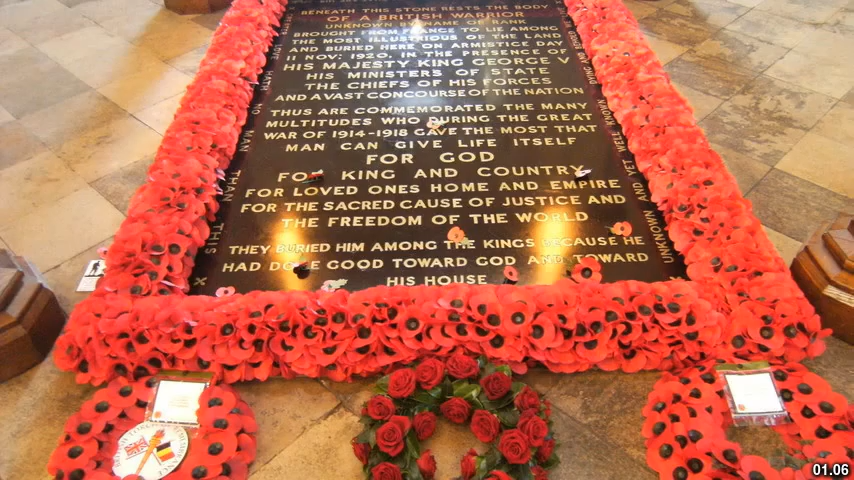 BENEATH THIS STONE RESTS THE BODY
OF A BRITISH WARRIOR
UNKNOWN BY NAME OR RANK
BROUGHT FROM FRANCE TO LIE AMONG
THE MOST ILLUSTRIOUS OF THE LAND
AND BURIED HERE ON ARMISTICE DAY
11 NOV: 1920, IN THE PRESENCE OF
HIS MAJESTY KING GEORGE V
HIS MINISTERS OF STATE
THE CHIEFS OF HIS FORCES
AND A VAST CONCOURSE OF THE NATION
THUS ARE COMMEMORATED THE MANY
MULTITUDES WHO DURING THE GREAT
WAR OF 1914-1918 GAVE THE MOST THAT
MAN CAN GIVE LIFE ITSELF
FOR GOD
FOR KING AND COUNTRY
FOR LOVED ONES HOME AND EMPIRE
FOR THE SACRED CAUSE OF JUSTICE AND
THE FREEDOM OF THE WORLD
THEY BURIED HIM AMONG THE KINGS BECAUSE HE
HAD DONE GOOD TOWARD GOD AND TOWARD
HIS HOUSE
LOVE HATH NO MAN THAN THIS
UNKNOWN AND YET WELL KNOWN
01.06